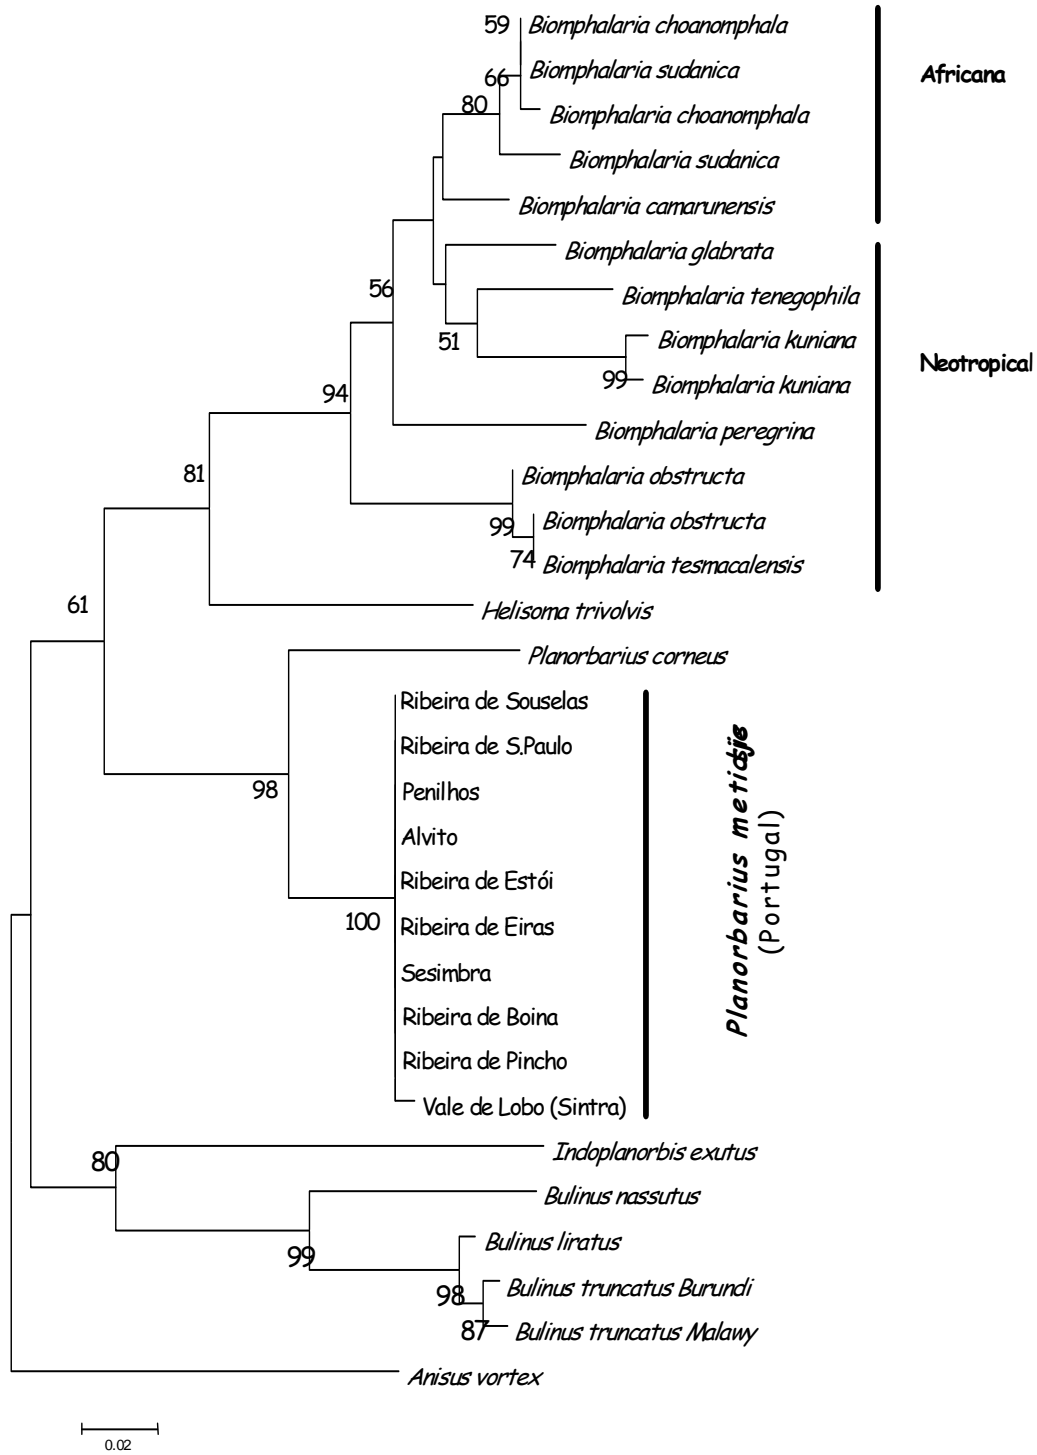 59 Biomphalaria choanomphala
66 Biomphalaria sudanica
Africana
80 Biomphalaria choanomphala
Biomphalaria sudanica
Biomphalaria camarunensis
Biomphalaria glabrata
56 Biomphalaria tenegophila
51 Biomphalaria kuniana
Neotropical
99 Biomphalaria kuniana
94
Biomphalaria peregrina
81 Biomphalaria obstructa
99 Biomphalaria obstructa
74 Biomphalaria tesmacalensis
61 Helisoma trivolvis
Planorbarius corneus
Ribeira de Souselas
Ribeira de S.Paulo
98 Penilhos
Alvito
Ribeira de Estói
100 Ribeira de Eiras
Sesimbra
Ribeira de Boina
Ribeira de Pincho
Vale de Lobo (Sintra)
Planorbarius
(Portugal)
80 Indoplanorbis exutus
Bulinus nassutus
99 Bulinus liratus
98 Bulinus truncatus Burundi
87 Bulinus truncatus Malawy
Anisus vortex
0.02